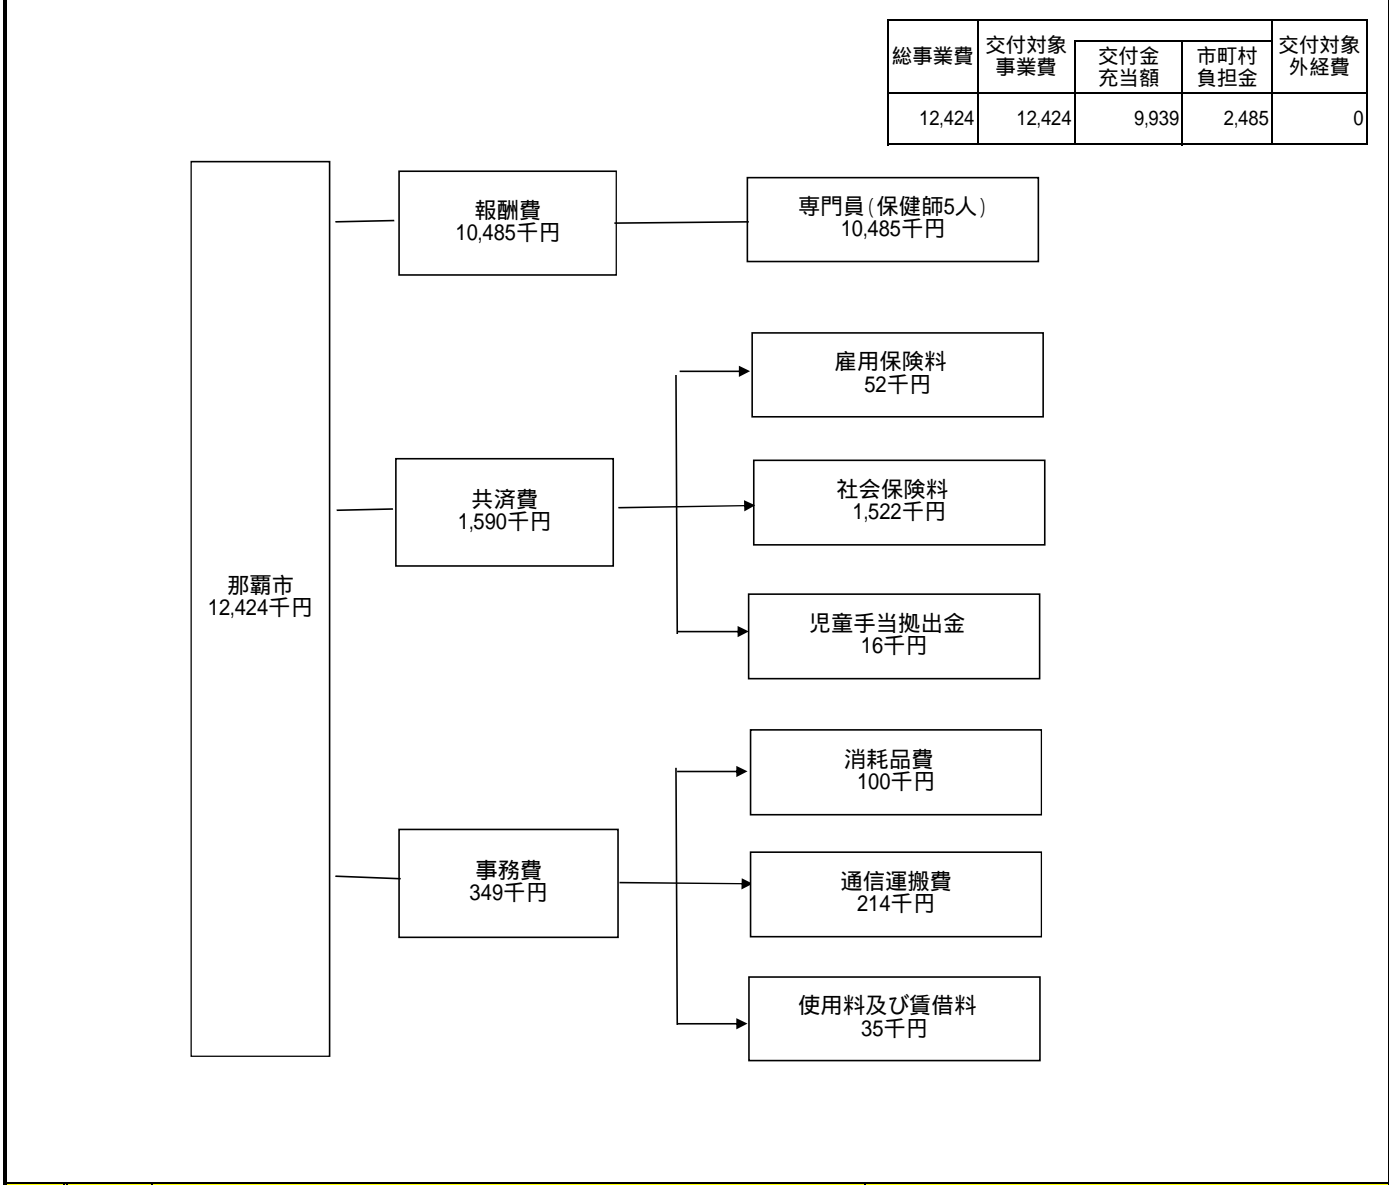 総事業費
交付対象
事業費
交付金
充当額
市町村
負担金
交付対象
外経費
12,424
12,424
9,939
2,485
0
那覇市
12,424千円
報酬費
10,485千円
専門員(保健師5人)
10,485千円
共済費
1,590千円
雇用保険料
52千円
社会保険料
1,522千円
児童手当拠出金
16千円
事務費
349千円
消耗品費
100千円
通信運搬費
214千円
使用料及び賃借料
35千円